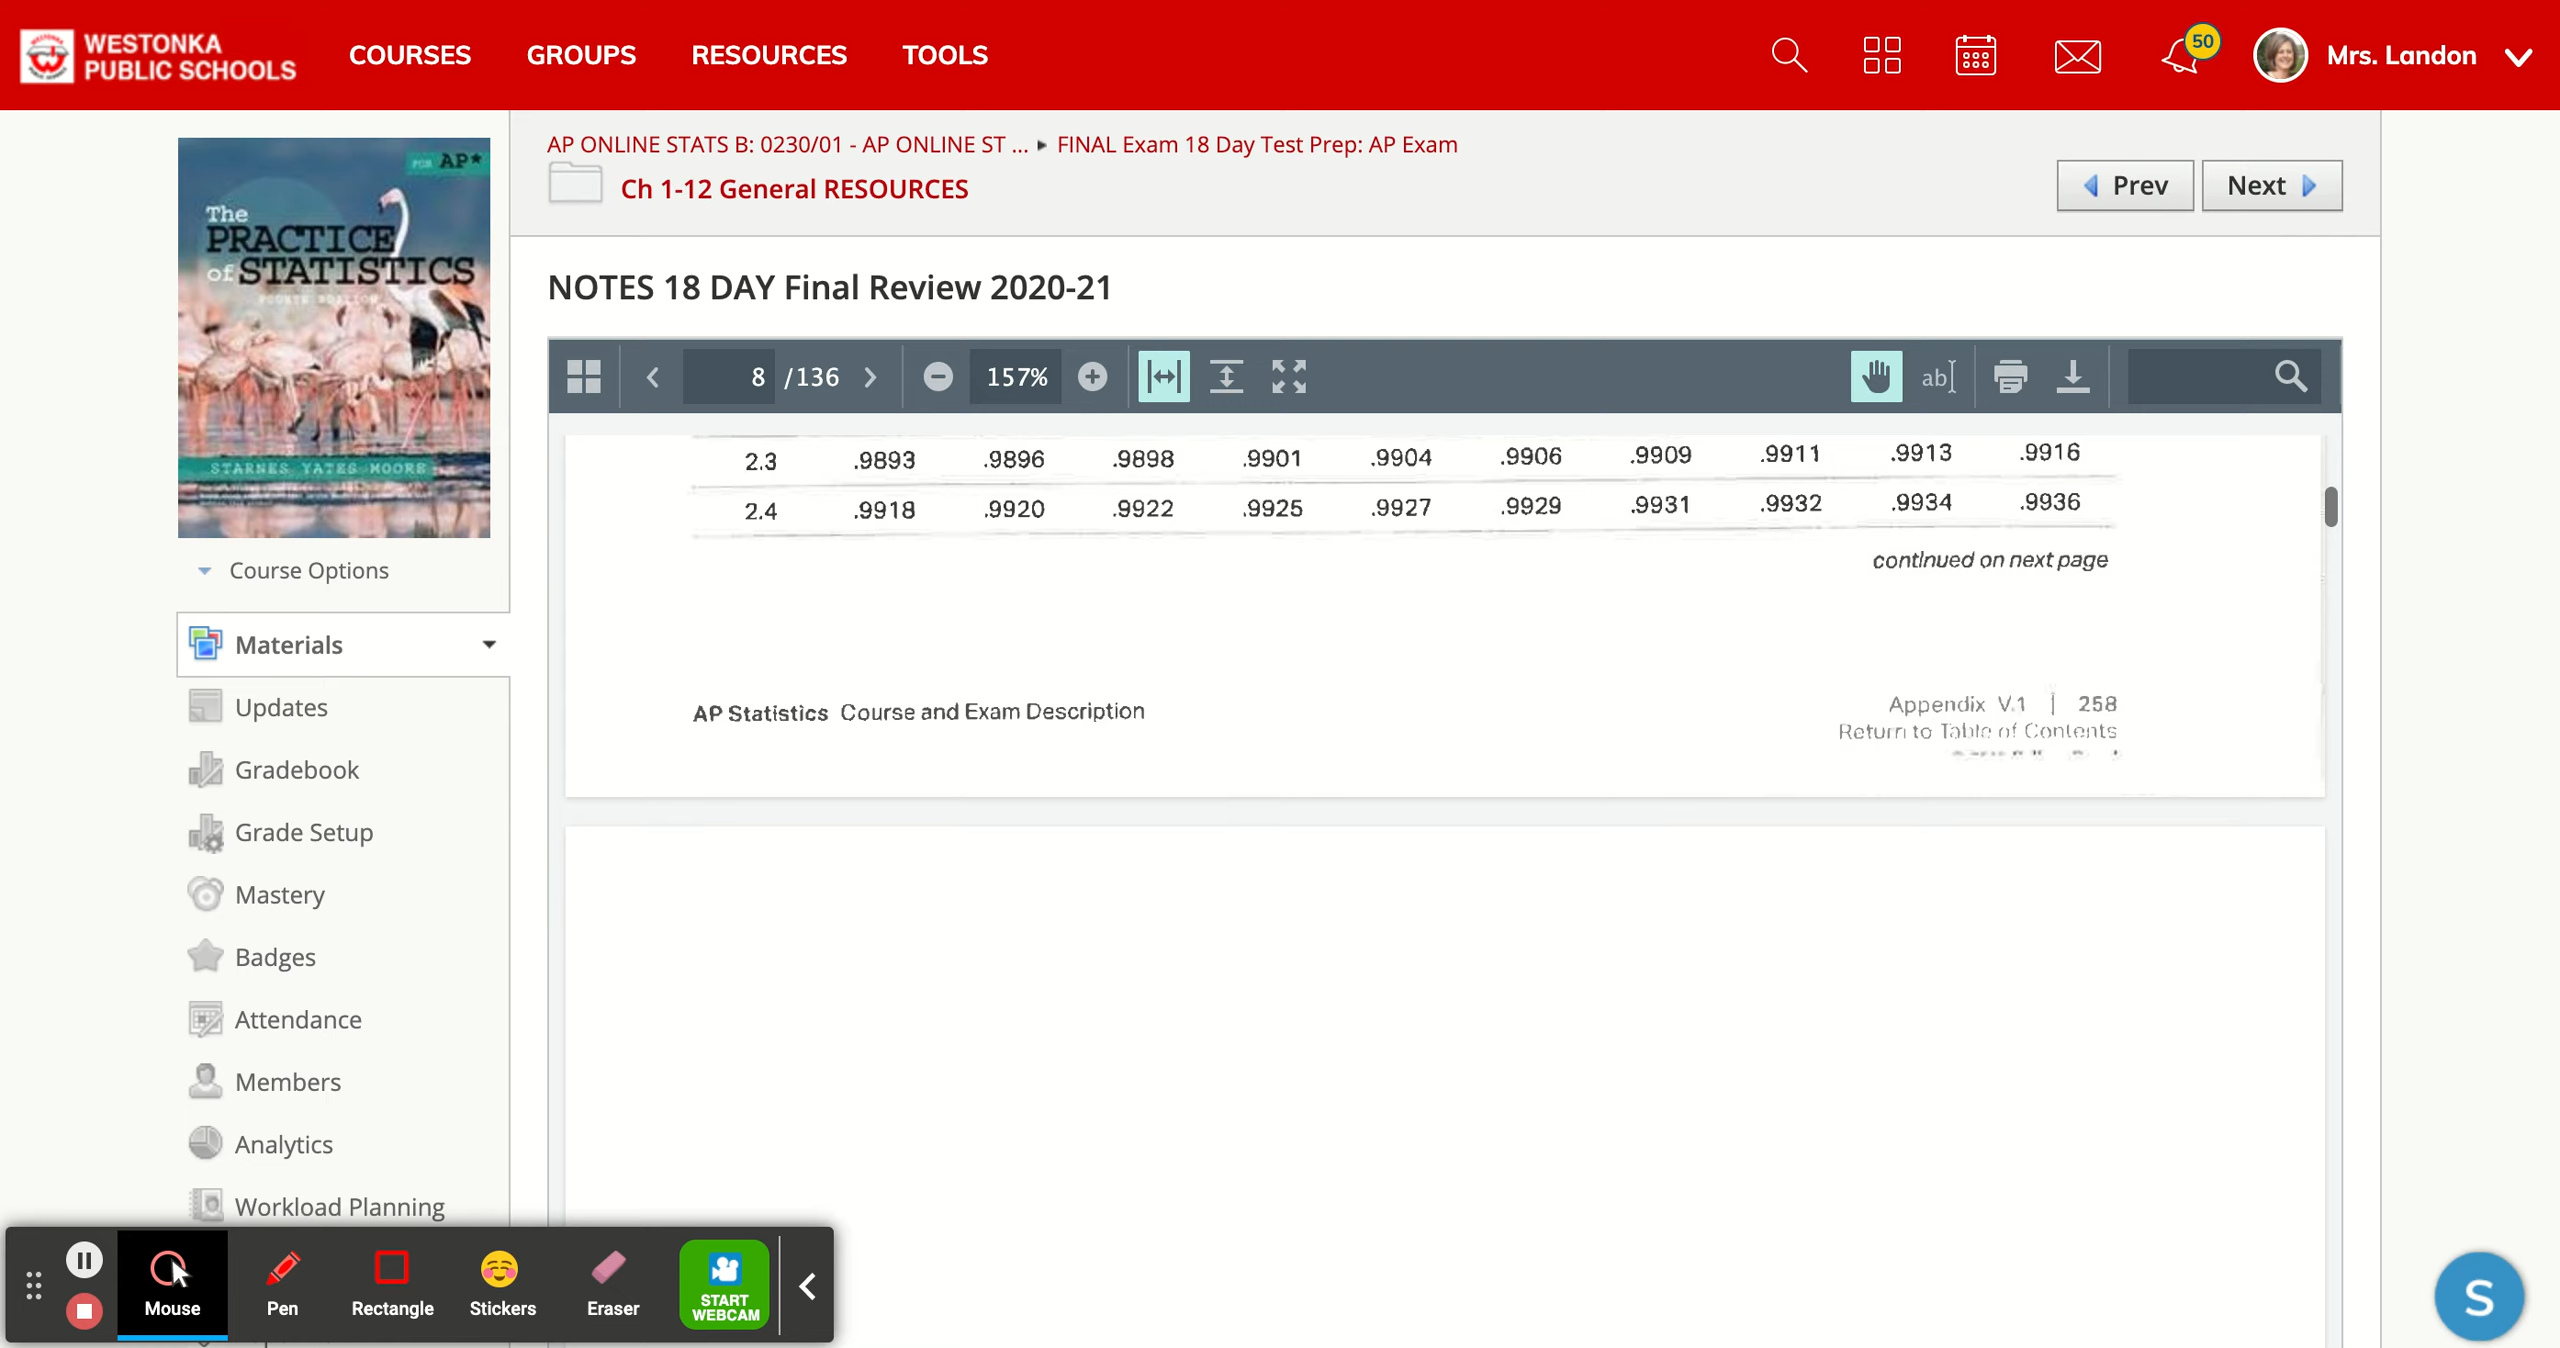 WESTONKA
PUBLIC SCHOOLS
COURSES GROUPS RESOURCES TOOLS
50
Mrs. Landon
FOR AP*
The
PRACTICE
of STATISTICS
FOURTH EDITION
STARNES YATES MOORE
AP ONLINE STATS B: 0230/01 - AP ONLINE ST ... ▸ FINAL Exam 18 Day Test Prep: AP Exam
Ch 1-12 General RESOURCES
Prev Next
NOTES 18 DAY Final Review 2020-21
8 /136 157% ab
2.3 .9893 .9896 .9898 .9901 .9904 .9906 .9909 .9911 .9913 .9916
2.4 .9918 .9920 .9922 .9925 .9927 .9929 .9931 .9932 .9934 .9936
continued on next page
AP Statistics Course and Exam Description
Appendix V.1 | 258
Return to Table of Contents
Course Options
Materials
Updates
Gradebook
Grade Setup
Mastery
Badges
Attendance
Members
Analytics
Workload Planning
Mouse Pen Rectangle Stickers Eraser
START
WEBCAM
S